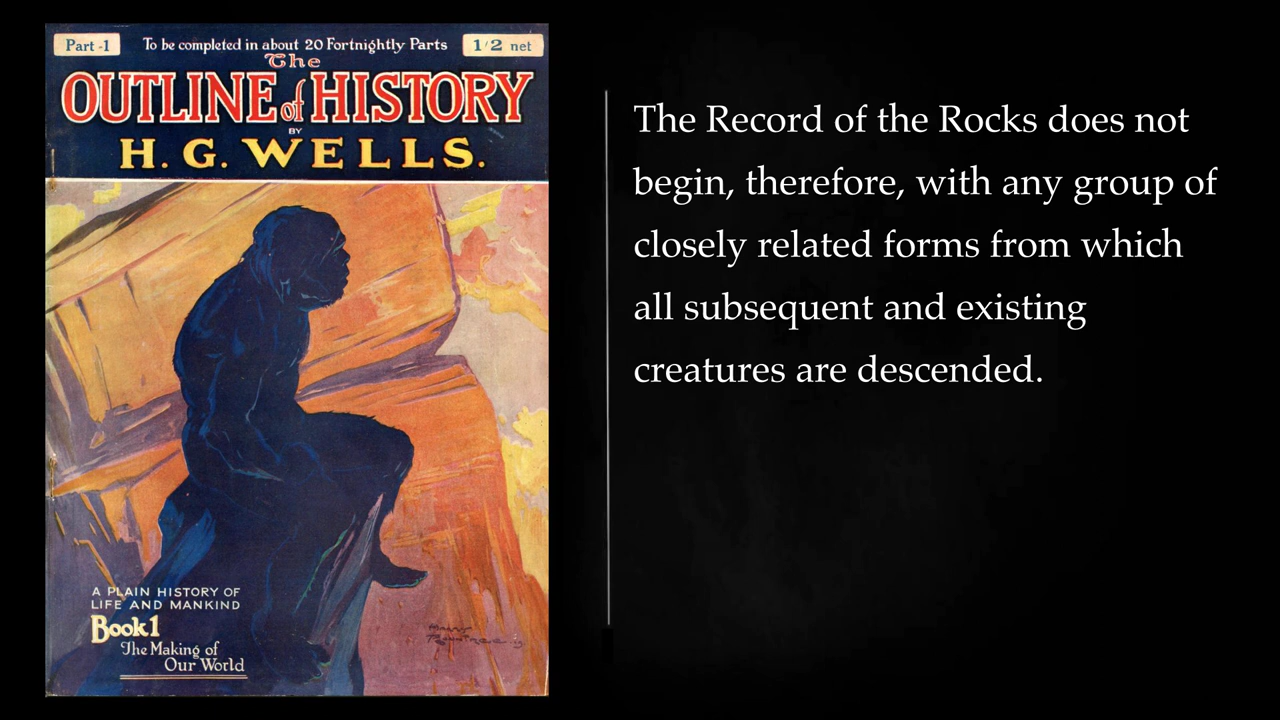 Part -1
To be completed in about 20 Fortnightly Parts
1/2 net
The
OUTLINE of HISTORY
BY
H. G. WELLS.
A PLAIN HISTORY OF
LIFE AND MANKIND
Book 1
The Making of
Our World
The Record of the Rocks does not
begin, therefore, with any group of
closely related forms from which
all subsequent and existing
creatures are descended.